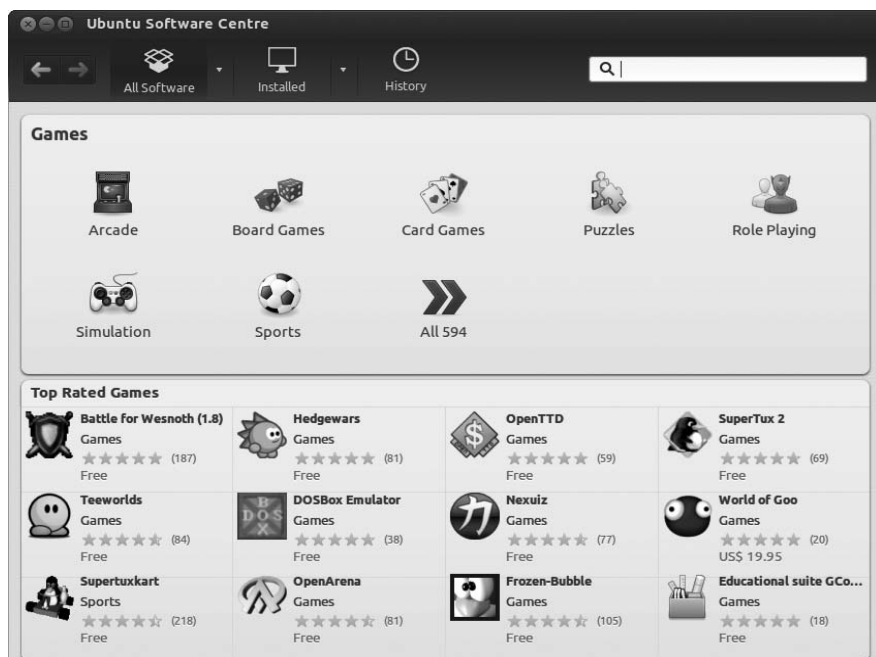 Ubuntu Software Centre
All Software
Installed
History
Games
Arcade
Board Games
Card Games
Puzzles
Role Playing
Simulation
Sports
All 594
Top Rated Games
Battle for Wesnoth (1.8)
Games
(187)
Free
Hedgewars
Games
(81)
Free
OpenTTD
Games
(59)
Free
SuperTux 2
Games
(69)
Free
Teeworlds
Games
(84)
Free
DOS BOX
DOSBox Emulator
Games
(38)
Free
力
Nexuiz
Games
(77)
Free
World of Goo
Games
(20)
US$ 19.95
Supertuxkart
Sports
(218)
Free
OpenArena
Games
(81)
Free
Frozen-Bubble
Games
(105)
Free
Educational suite GCo...
Games
(18)
Free